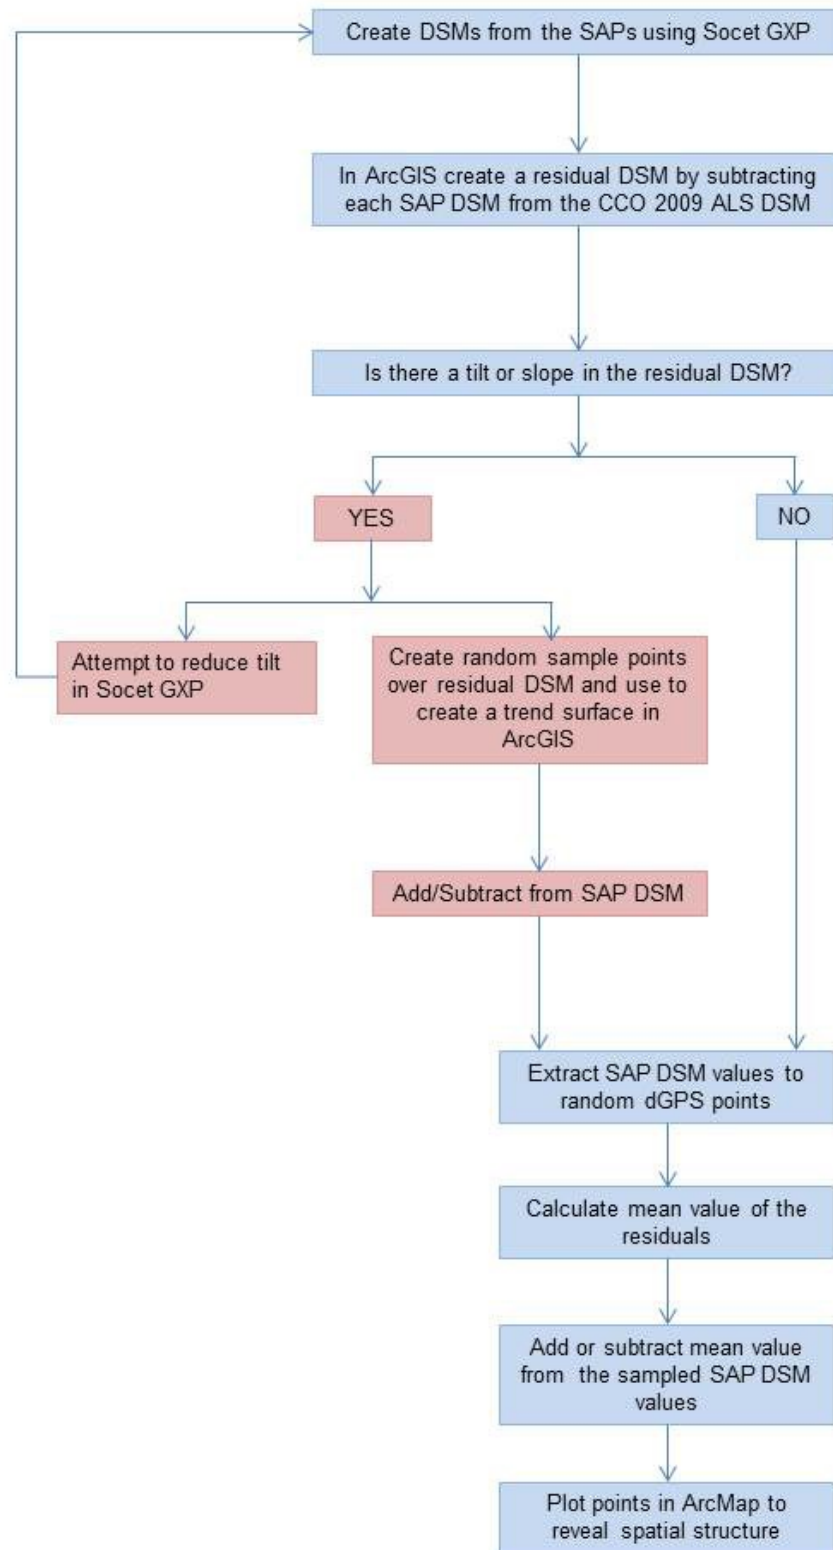 Create DSMs from the SAPs using Socet GXP
In ArcGIS create a residual DSM by subtracting
each SAP DSM from the CCO 2009 ALS DSM
Is there a tilt or slope in the residual DSM?
YES
NO
Attempt to reduce tilt
in Socet GXP
Create random sample points
over residual DSM and use to
create a trend surface in
ArcGIS
Add/Subtract from SAP DSM
Extract SAP DSM values to
random dGPS points
Calculate mean value of the
residuals
Add or subtract mean value
from the sampled SAP DSM
values
Plot points in ArcMap to
reveal spatial structure